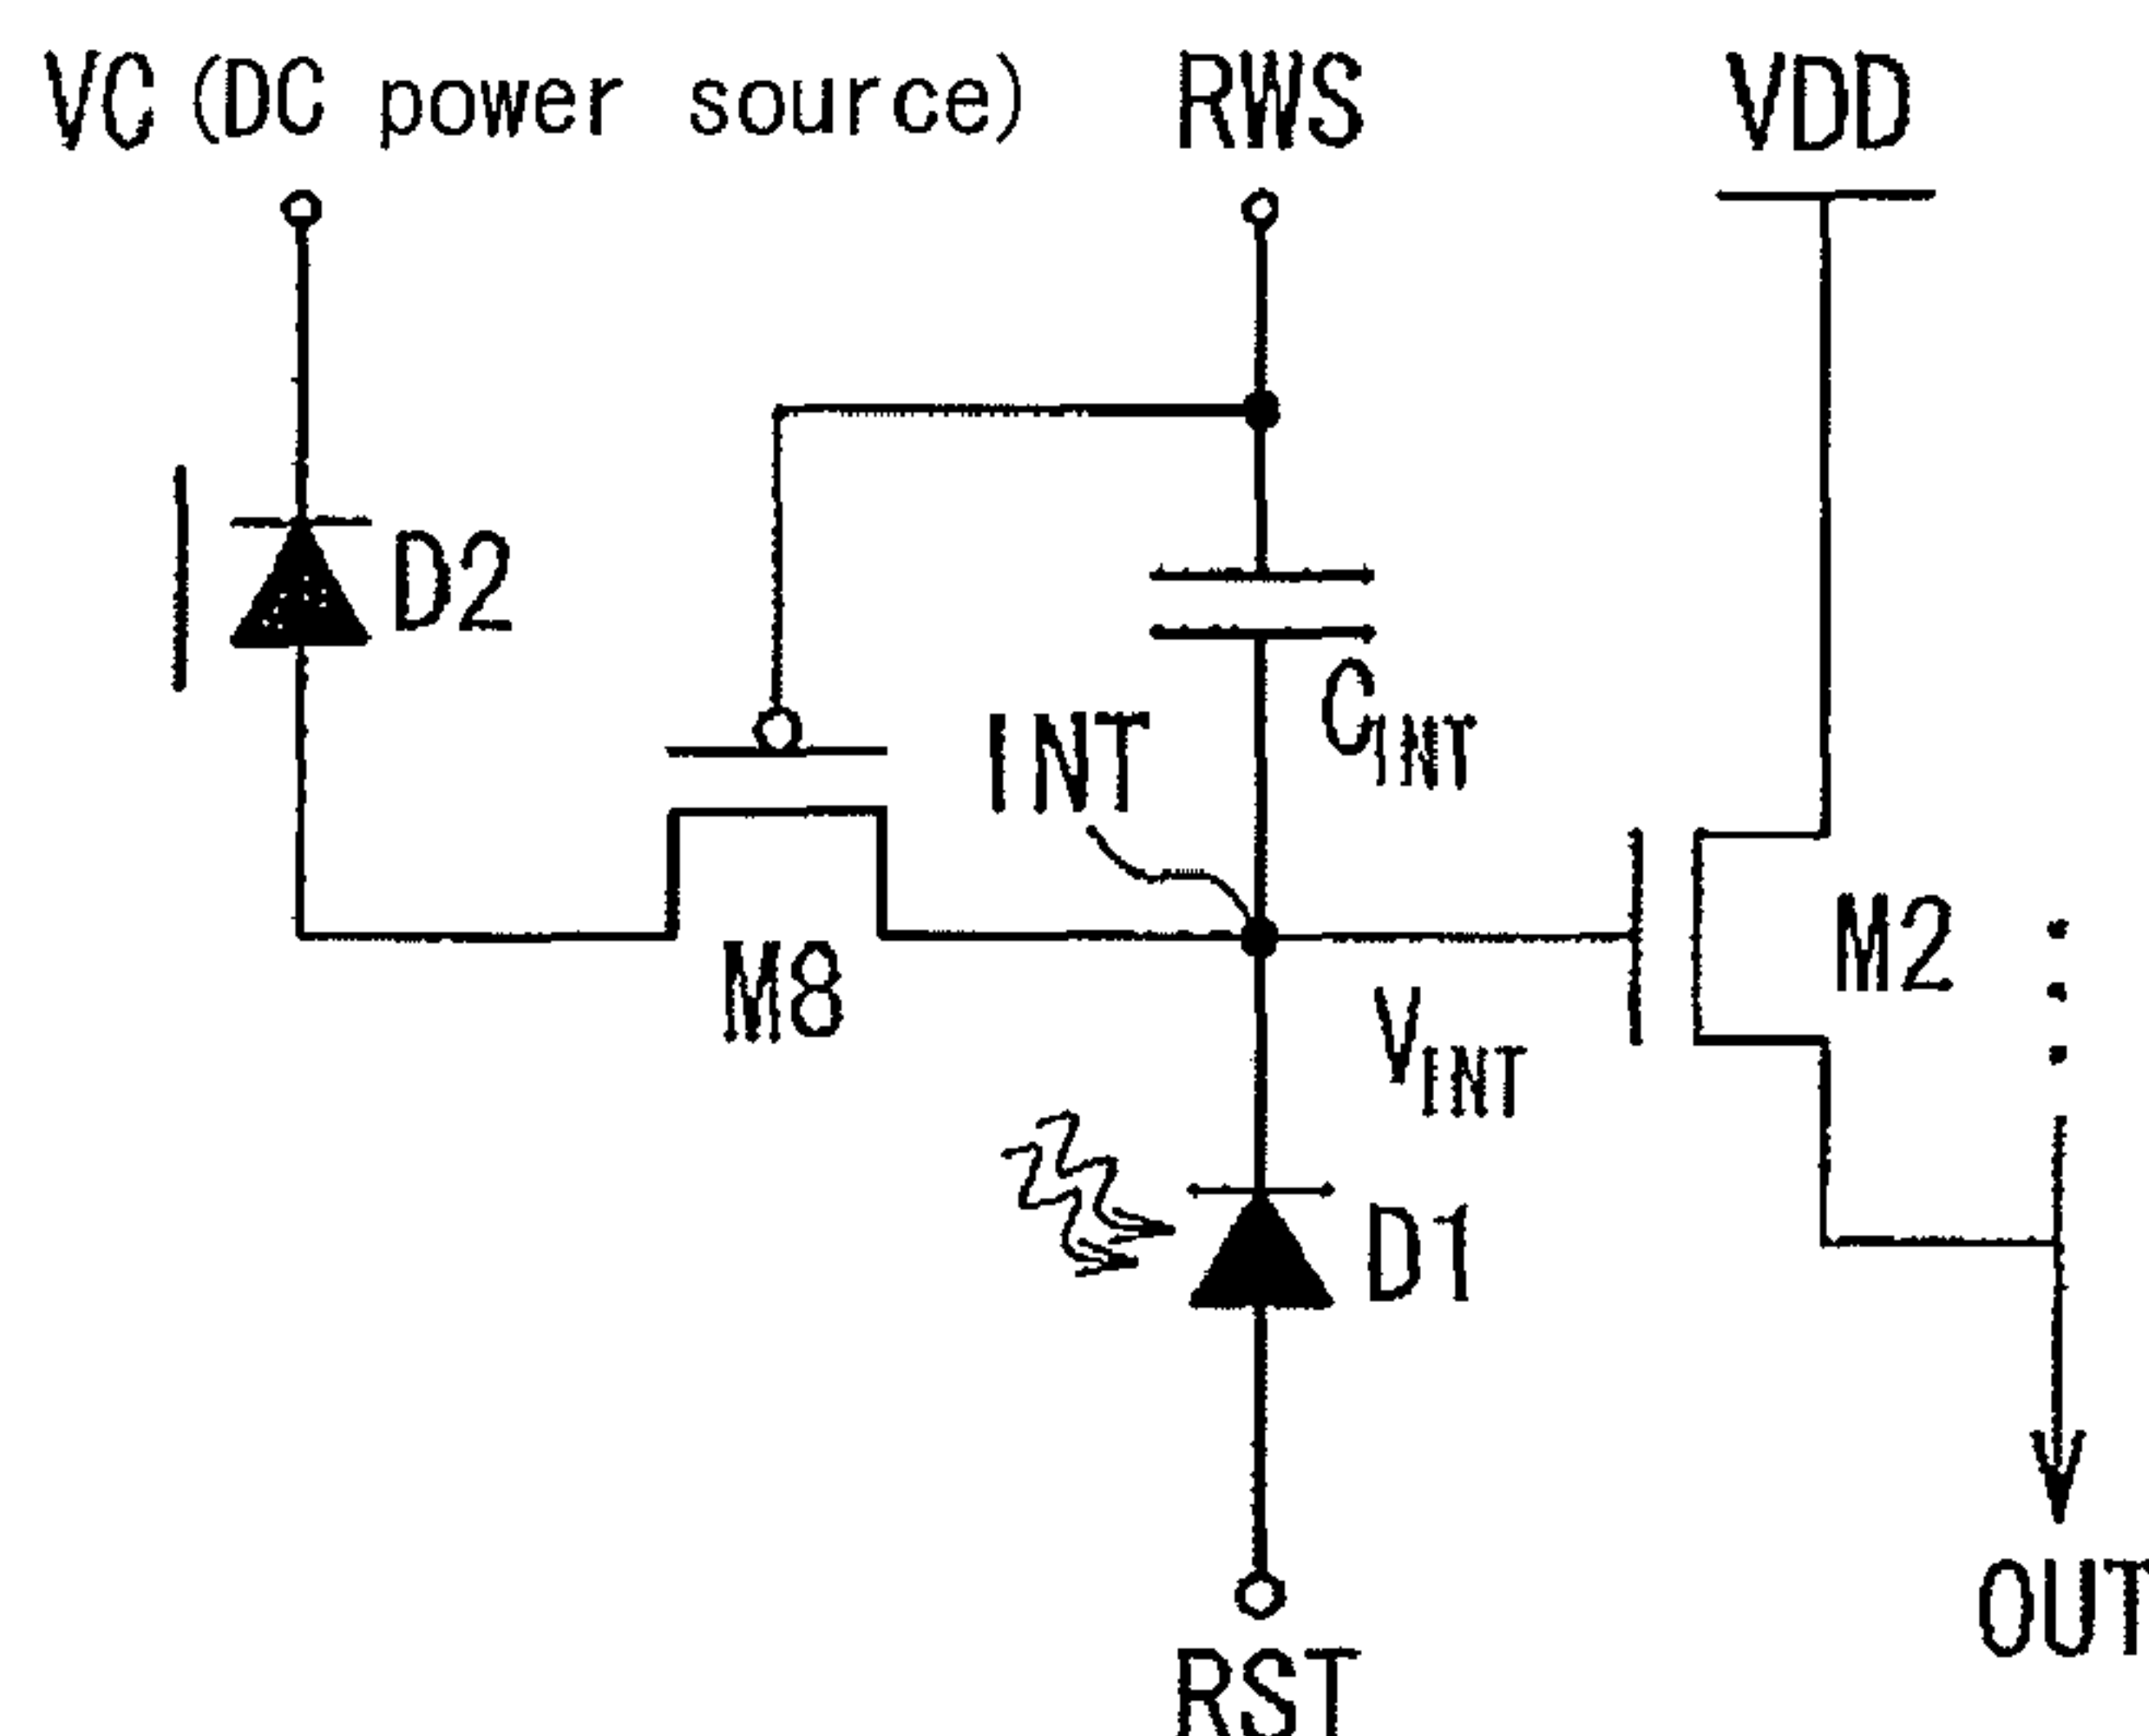 VC (DC power source) RWS VDD
D2
C_INT
INT
M2
M8
V_INT
D1
OUT
RST